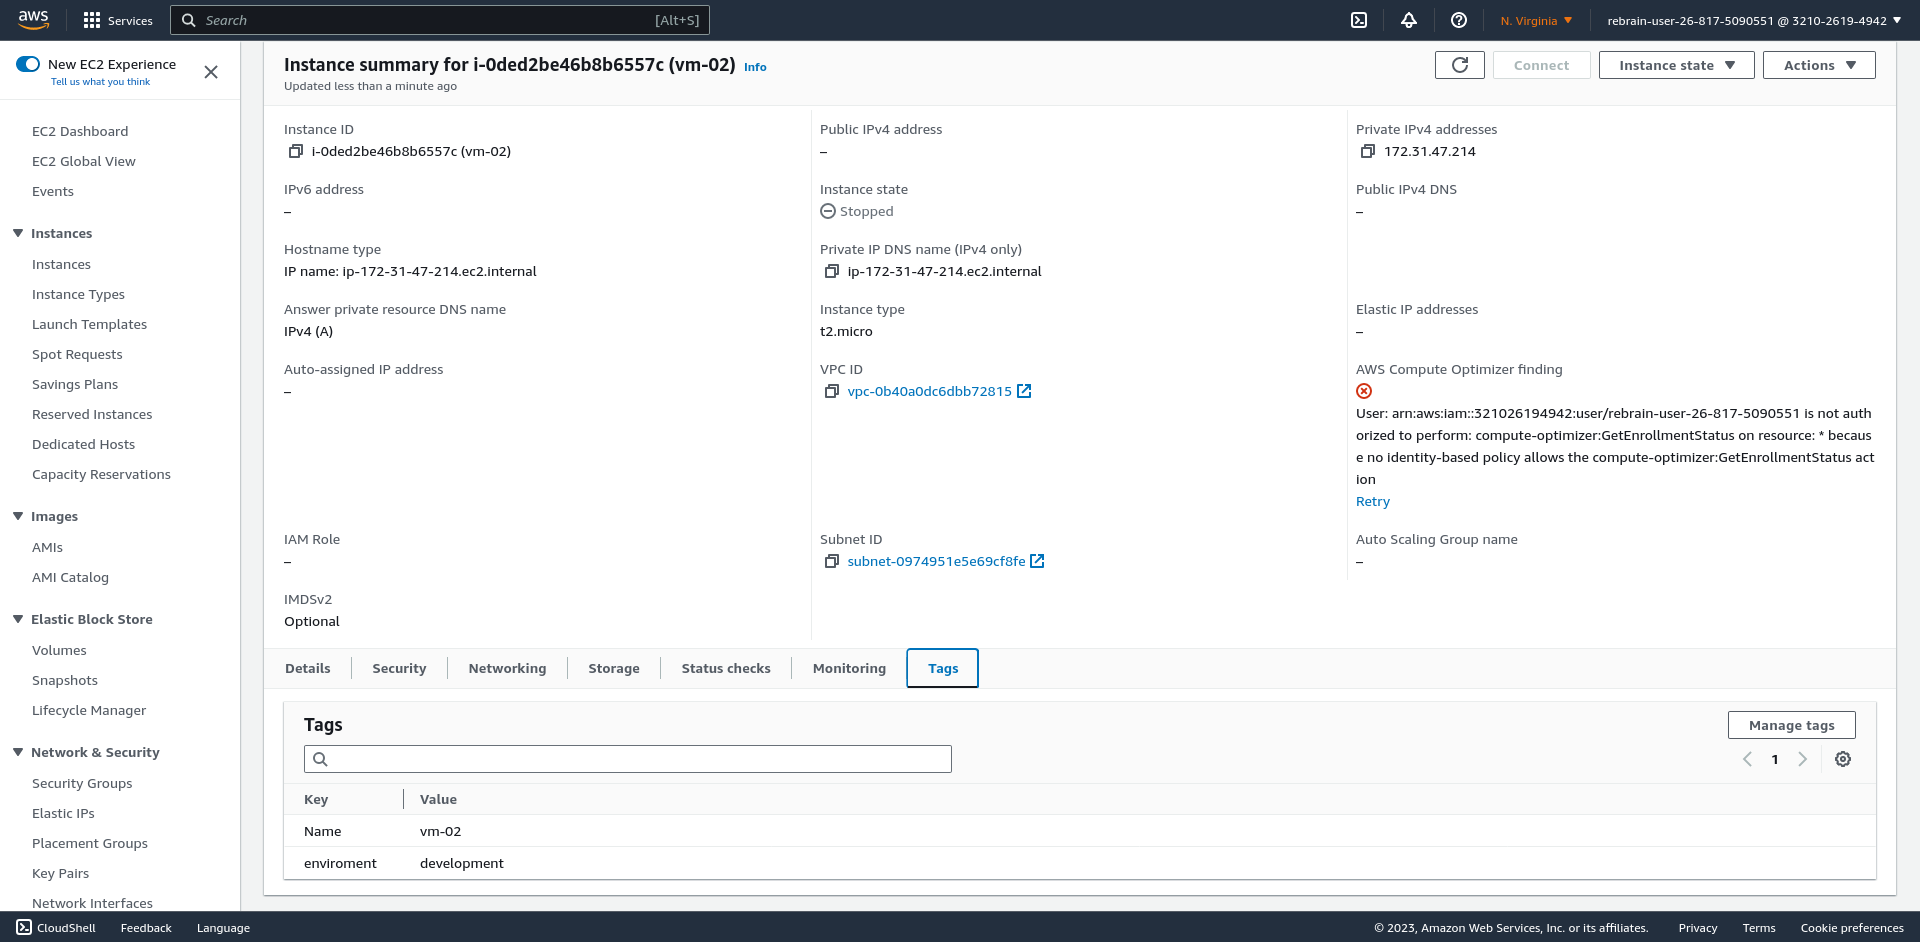 aws
Services
Search
[Alt+S]
N. Virginia
rebrain-user-26-817-5090551 @ 3210-2619-4942
New EC2 Experience
Tell us what you think
EC2 Dashboard
EC2 Global View
Events
Instances
Instances
Instance Types
Launch Templates
Spot Requests
Savings Plans
Reserved Instances
Dedicated Hosts
Capacity Reservations
Images
AMIs
AMI Catalog
Elastic Block Store
Volumes
Snapshots
Lifecycle Manager
Network & Security
Security Groups
Elastic IPs
Placement Groups
Key Pairs
Network Interfaces
Instance summary for i-0ded2be46b8b6557c (vm-02) Info
Updated less than a minute ago
Connect
Instance state
Actions
Instance ID
i-0ded2be46b8b6557c (vm-02)
Public IPv4 address
–
Private IPv4 addresses
172.31.47.214
IPv6 address
–
Instance state
Stopped
Public IPv4 DNS
–
Hostname type
IP name: ip-172-31-47-214.ec2.internal
Private IP DNS name (IPv4 only)
ip-172-31-47-214.ec2.internal
Answer private resource DNS name
IPv4 (A)
Instance type
t2.micro
Elastic IP addresses
–
Auto-assigned IP address
–
VPC ID
vpc-0b40a0dc6dbb72815
AWS Compute Optimizer finding
User: arn:aws:iam::321026194942:user/rebrain-user-26-817-5090551 is not auth
orized to perform: compute-optimizer:GetEnrollmentStatus on resource: * becaus
e no identity-based policy allows the compute-optimizer:GetEnrollmentStatus act
ion
Retry
IAM Role
–
Subnet ID
subnet-0974951e5e69cf8fe
Auto Scaling Group name
–
IMDSv2
Optional
Details
Security
Networking
Storage
Status checks
Monitoring
Tags
Tags
Manage tags
1
Key Value
Name vm-02
enviroment development
CloudShell
Feedback
Language
© 2023, Amazon Web Services, Inc. or its affiliates.
Privacy
Terms
Cookie preferences